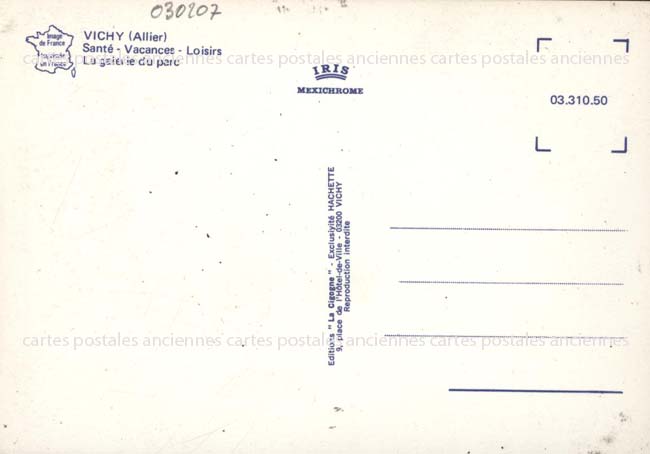 030207
VICHY (Allier)
Santé - Vacances - Loisirs
La galerie du parc
Image
de France
en France
IRIS
MEXICHROME
03.310.50
Editions " La Cigogne " - Exclusivité HACHETTE
9, place de l'Hôtel-de-Ville - 03200 VICHY
Reproduction interdite
cartes postales anciennes cartes postales anciennes cartes postales anciennes
cartes postales anciennes cartes postales anciennes cartes postales anciennes